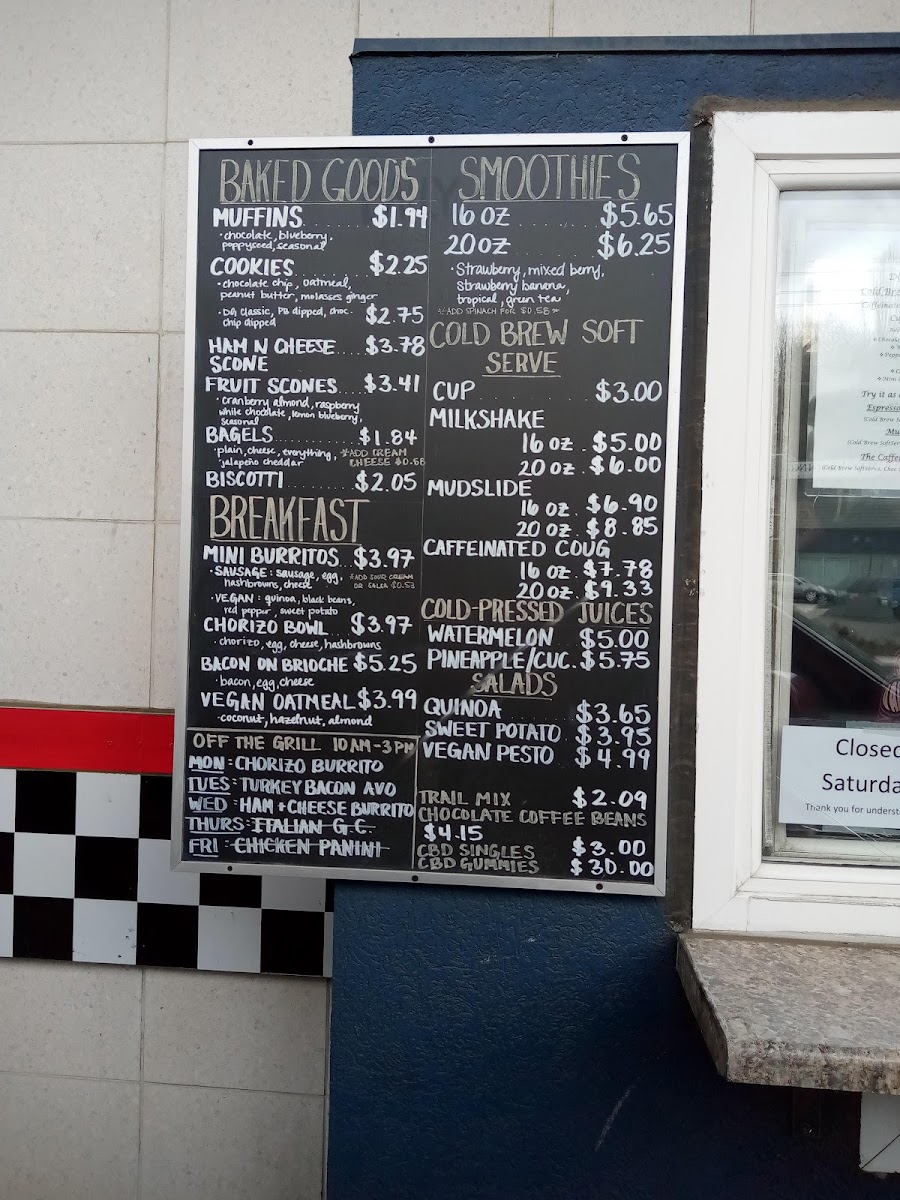 BAKED GOODS
MUFFINS $1.94
• chocolate, blueberry,
poppyseed, seasonal
COOKIES $2.25
• chocolate chip, oatmeal,
peanut butter, molasses ginger
• DG classic, PB dipped, choc. $2.75
chip dipped
HAM N CHEESE $3.78
SCONE
FRUIT SCONES $3.41
• cranberry almond, raspberry
white chocolate, lemon blueberry,
seasonal
BAGELS $1.84
• plain, cheese, everything, *ADD CREAM
jalapeño cheddar CHEESE $0.68
BISCOTTI $2.05
BREAKFAST
MINI BURRITOS $3.97
• SAUSAGE: sausage, egg, *ADD SOUR CREAM
hashbrowns, cheese OR SALSA $0.53
• VEGAN: quinoa, black beans,
red pepper, sweet potato
CHORIZO BOWL $3.97
• chorizo, egg, cheese, hashbrowns
BACON ON BRIOCHE $5.25
• bacon, egg, cheese
VEGAN OATMEAL $3.99
• coconut, hazelnut, almond
OFF THE GRILL 10AM-3PM
MON: CHORIZO BURRITO
TUES: TURKEY BACON AVO
WED: HAM + CHEESE BURRITO
THURS: ITALIAN G.C.
FRI: CHICKEN PANINI
SMOOTHIES
16 OZ $5.65
20 OZ $6.25
• Strawberry, mixed berry,
strawberry banana,
tropical, green tea
*ADD SPINACH FOR $0.58*
COLD BREW SOFT
SERVE
CUP $3.00
MILKSHAKE
16 OZ $5.00
20 OZ $6.00
MUDSLIDE
16 OZ $6.90
20 OZ $8.85
CAFFEINATED COUG
16 OZ $7.78
20 OZ $9.33
COLD-PRESSED JUICES
WATERMELON $5.00
PINEAPPLE/CUC. $5.75
SALADS
QUINOA $3.65
SWEET POTATO $3.95
VEGAN PESTO $4.99
TRAIL MIX $2.09
CHOCOLATE COFFEE BEANS
$4.15
CBD SINGLES $3.00
CBD GUMMIES $30.00
Try it as
Espresso
The Caffe
Closed
Saturda
Thank you for underst